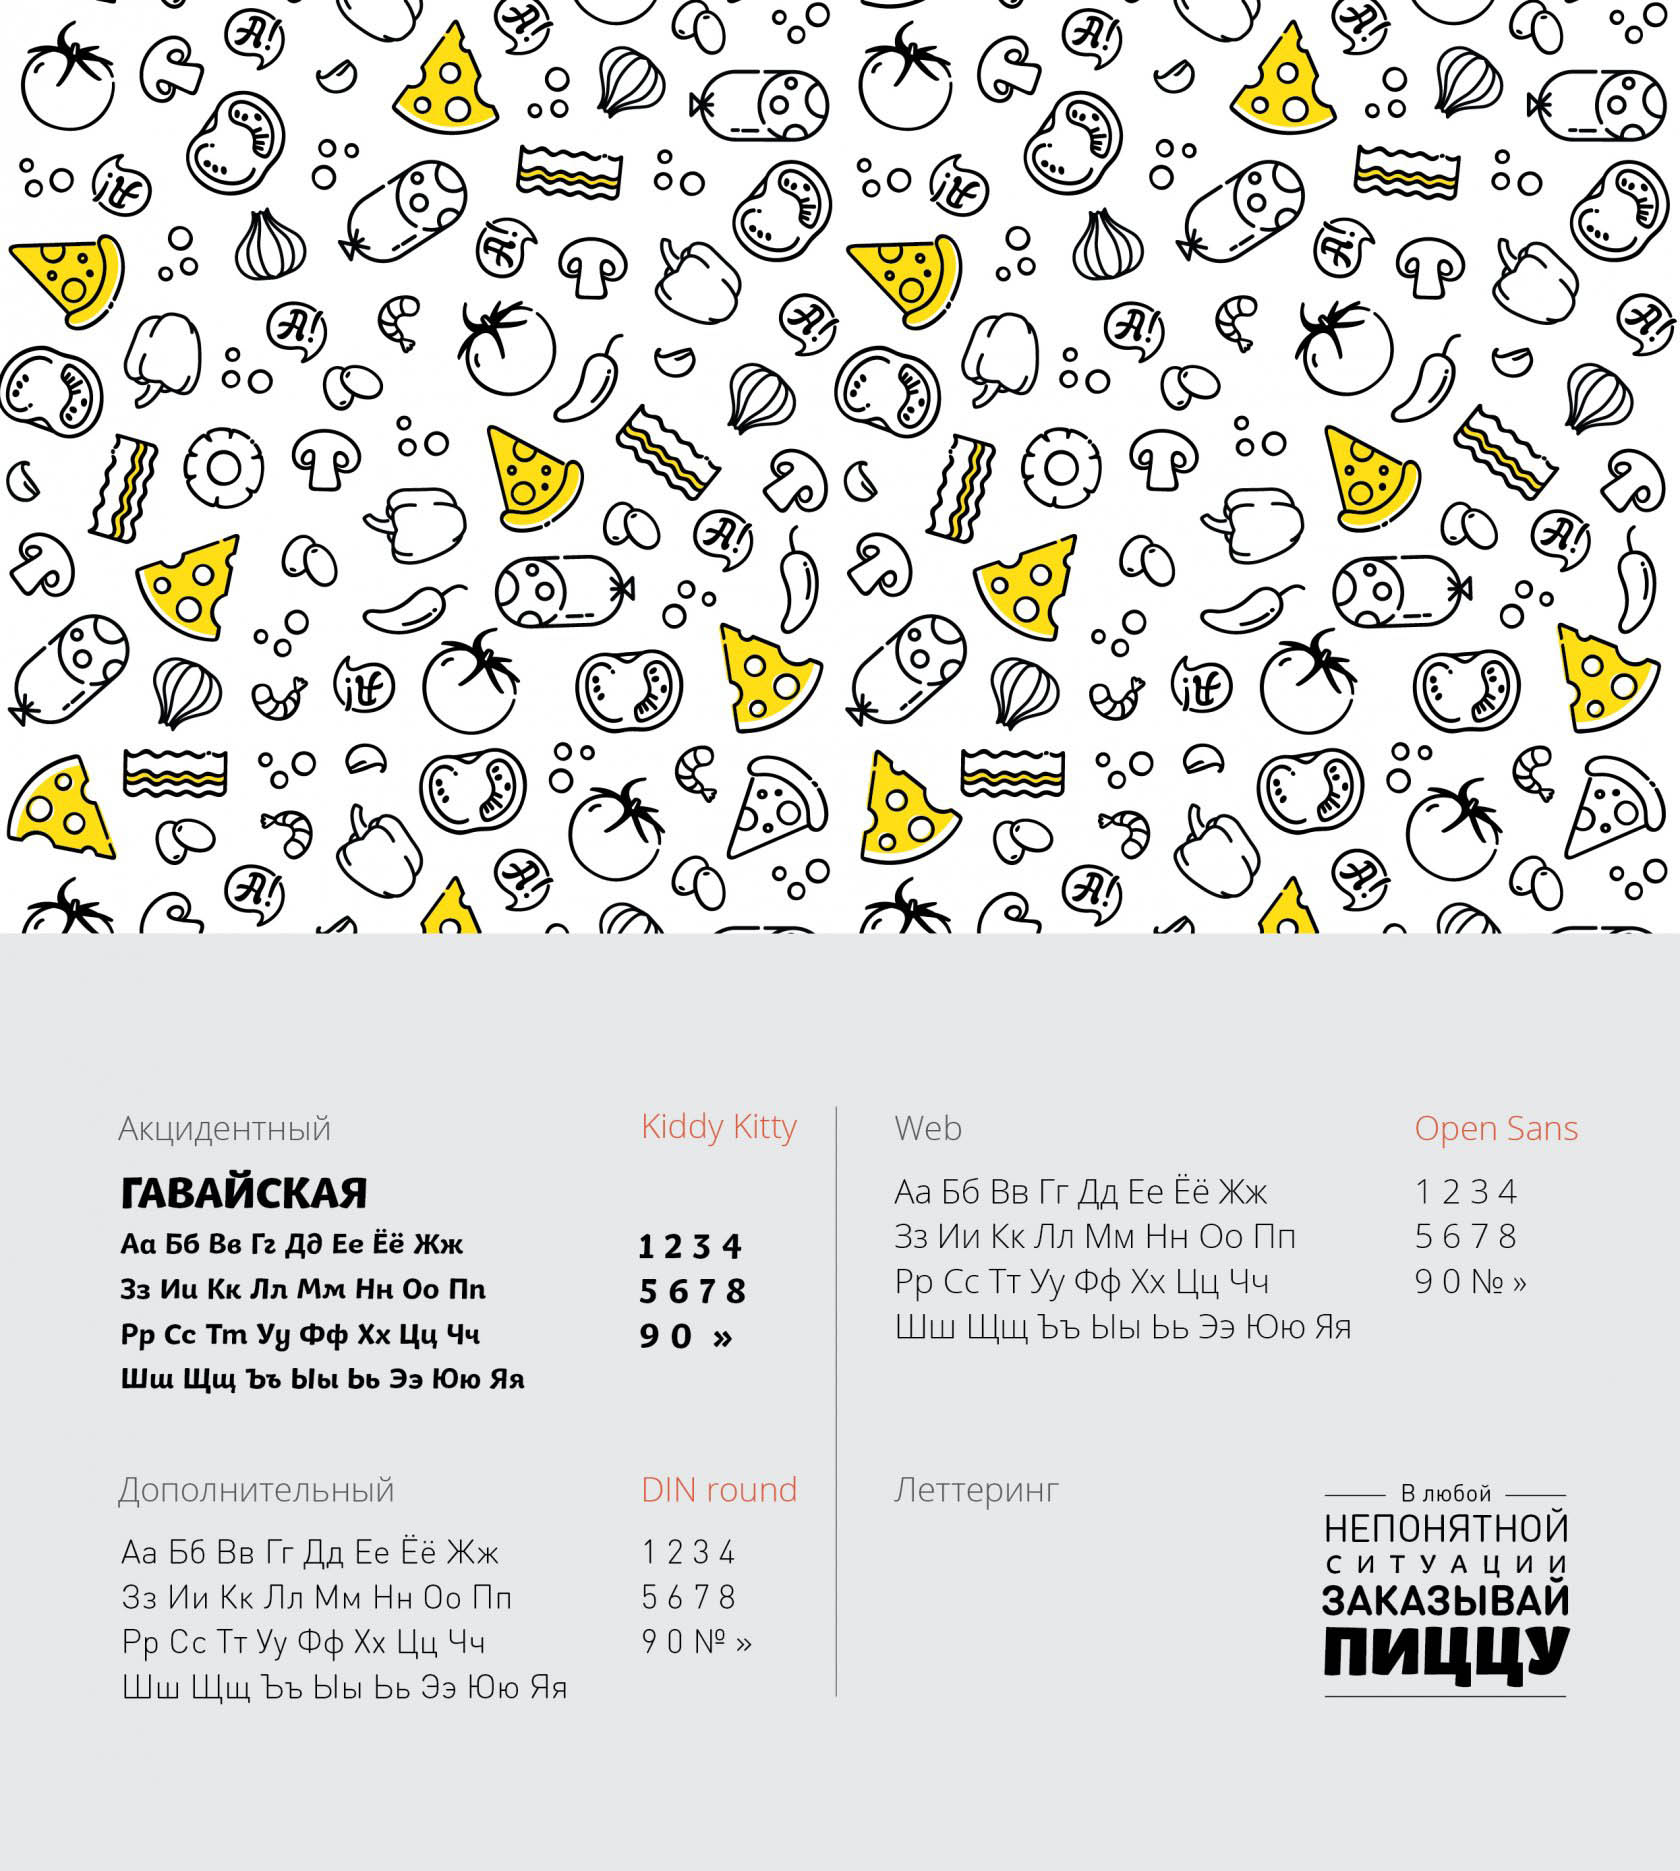 А!
Акцидентный Kiddy Kitty
ГАВАЙСКАЯ
Аа Бб Вв Гг Дд Ее Ёё Жж 1 2 3 4
Зз Ии Кк Лл Мм Нн Оо Пп 5 6 7 8
Рр Сс Тт Уу Фф Хх Цц Чч 9 0 »
Шш Щщ Ъъ Ыы Ьь Ээ Юю Яя
Дополнительный DIN round
Аа Бб Вв Гг Дд Ее Ёё Жж 1 2 3 4
Зз Ии Кк Лл Мм Нн Оо Пп 5 6 7 8
Рр Сс Тт Уу Фф Хх Цц Чч 9 0 № »
Шш Щщ Ъъ Ыы Ьь Ээ Юю Яя
Web Open Sans
Аа Бб Вв Гг Дд Ее Ёё Жж 1 2 3 4
Зз Ии Кк Лл Мм Нн Оо Пп 5 6 7 8
Рр Сс Тт Уу Фф Хх Цц Чч 9 0 № »
Шш Щщ Ъъ Ыы Ьь Ээ Юю Яя
Леттеринг
В любой
НЕПОНЯТНОЙ
СИТУАЦИИ
ЗАКАЗЫВАЙ
ПИЦЦУ